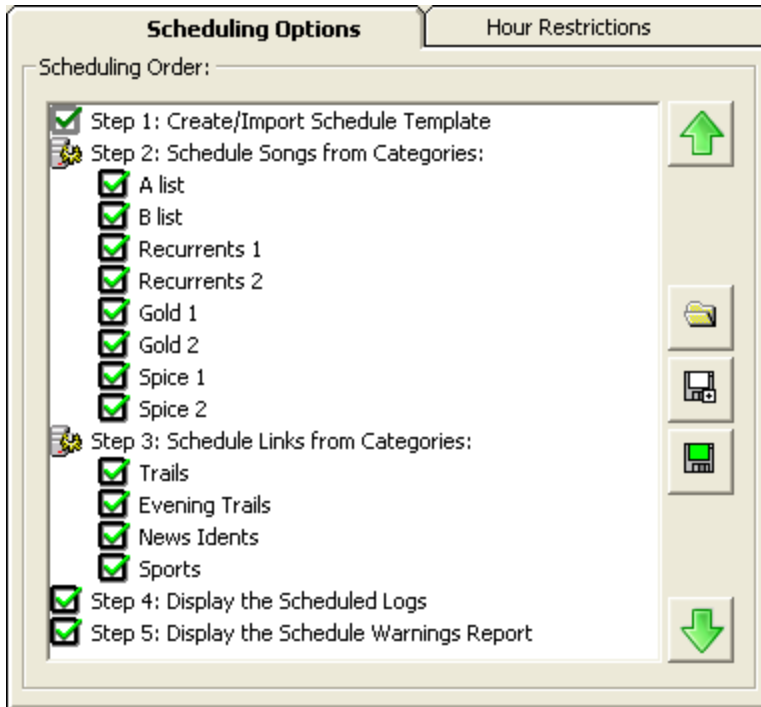 Scheduling Options
Hour Restrictions
Scheduling Order:
Step 1: Create/Import Schedule Template
Step 2: Schedule Songs from Categories:
A list
B list
Recurrents 1
Recurrents 2
Gold 1
Gold 2
Spice 1
Spice 2
Step 3: Schedule Links from Categories:
Trails
Evening Trails
News Idents
Sports
Step 4: Display the Scheduled Logs
Step 5: Display the Schedule Warnings Report